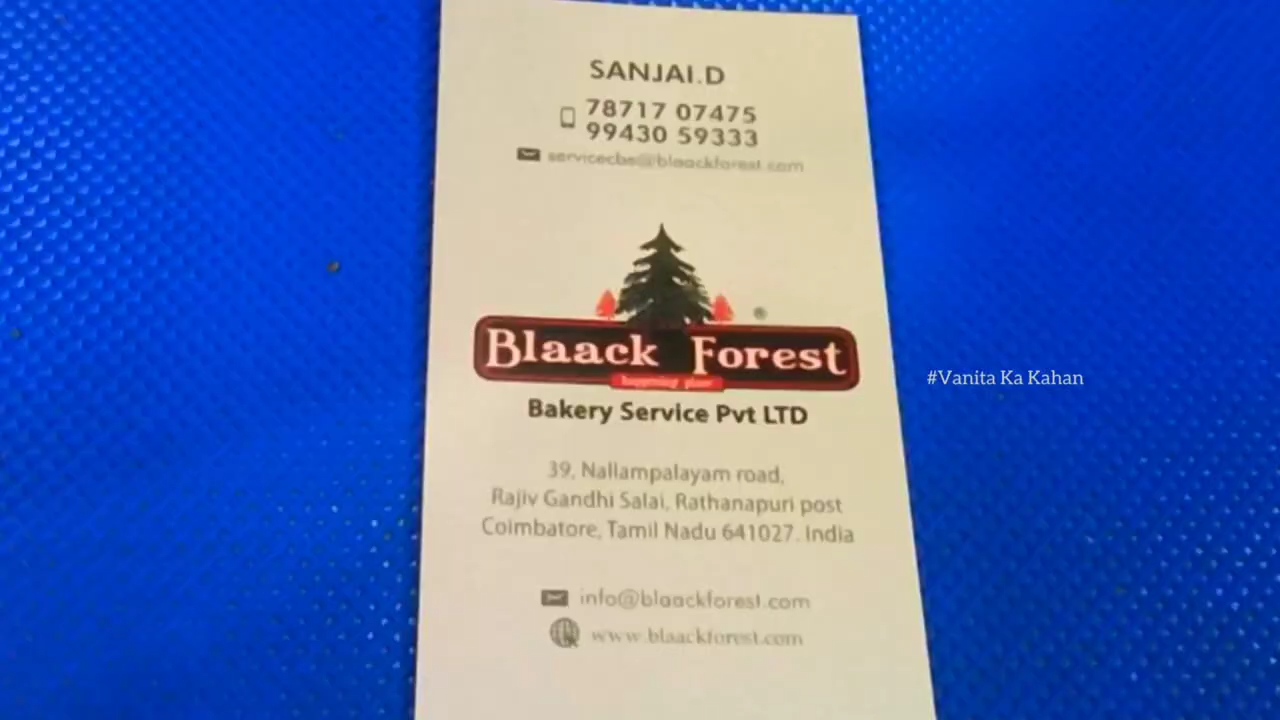 SANJAI.D
78717 07475
99430 59333
servicecbe@blaackforest.com
Blaack Forest
®
Bakery Service Pvt LTD
39, Nallampalayam road,
Rajiv Gandhi Salai, Rathanapuri post
Coimbatore, Tamil Nadu 641027. India
info@blaackforest.com
www.blaackforest.com
#Vanita Ka Kahan